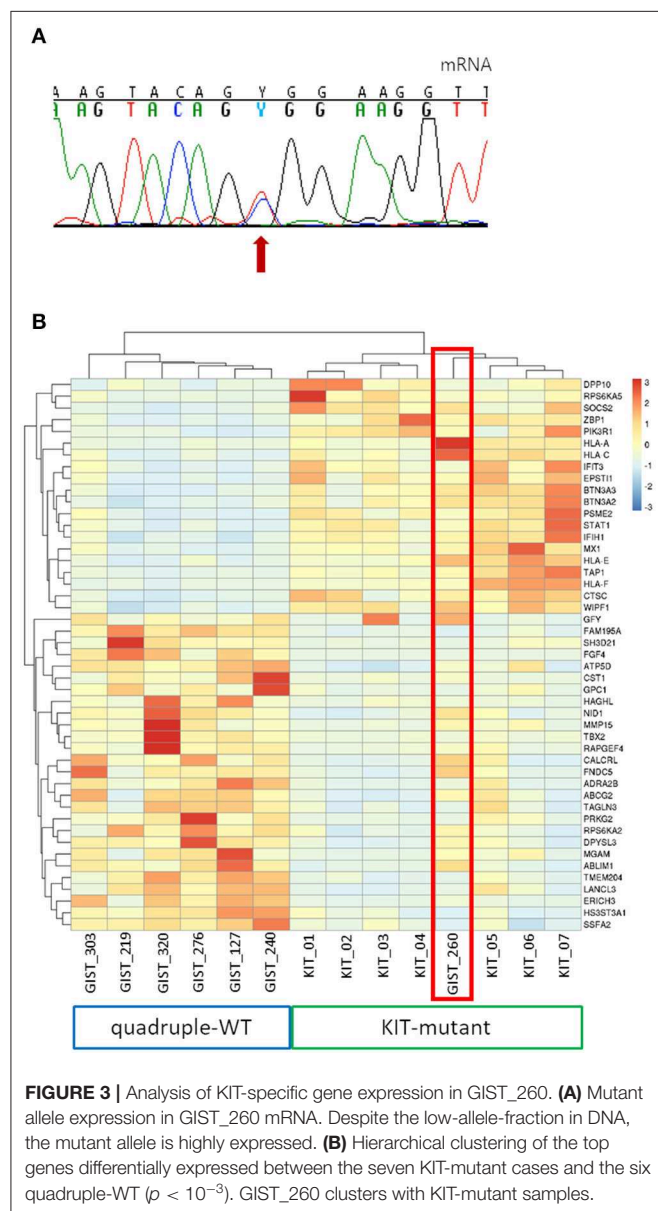 A
mRNA
A A G T A C A G Y G G A A G G T T
A A G T A C A G Y G G A A G G T T
B
DPP10
RPS6KA5
SOCS2
ZBP1
PIK3R1
HLA-A
HLA-C
IFIT3
EPSTI1
BTN3A3
BTN3A2
PSME2
STAT1
IFIH1
MX1
HLA-E
TAP1
HLA-F
CTSC
WIPF1
GFY
FAM195A
SH3D21
FGF4
ATP5D
CST1
GPC1
HAGHL
NID1
MMP15
TBX2
RAPGEF4
CALCRL
FNDC5
ADRA2B
ABCG2
TAGLN3
PRKG2
RPS6KA2
DPYSL3
MGAM
ABLIM1
TMEM204
LANCL3
ERICH3
HS3ST3A1
SSFA2
3
2
1
0
-1
-2
-3
GIST_303
GIST_219
GIST_320
GIST_276
GIST_127
GIST_240
KIT_01
KIT_02
KIT_03
KIT_04
GIST_260
KIT_05
KIT_06
KIT_07
quadruple-WT
KIT-mutant
FIGURE 3 | Analysis of KIT-specific gene expression in GIST_260. (A) Mutant
allele expression in GIST_260 mRNA. Despite the low-allele-fraction in DNA,
the mutant allele is highly expressed. (B) Hierarchical clustering of the top
genes differentially expressed between the seven KIT-mutant cases and the six
quadruple-WT (p < 10⁻³). GIST_260 clusters with KIT-mutant samples.